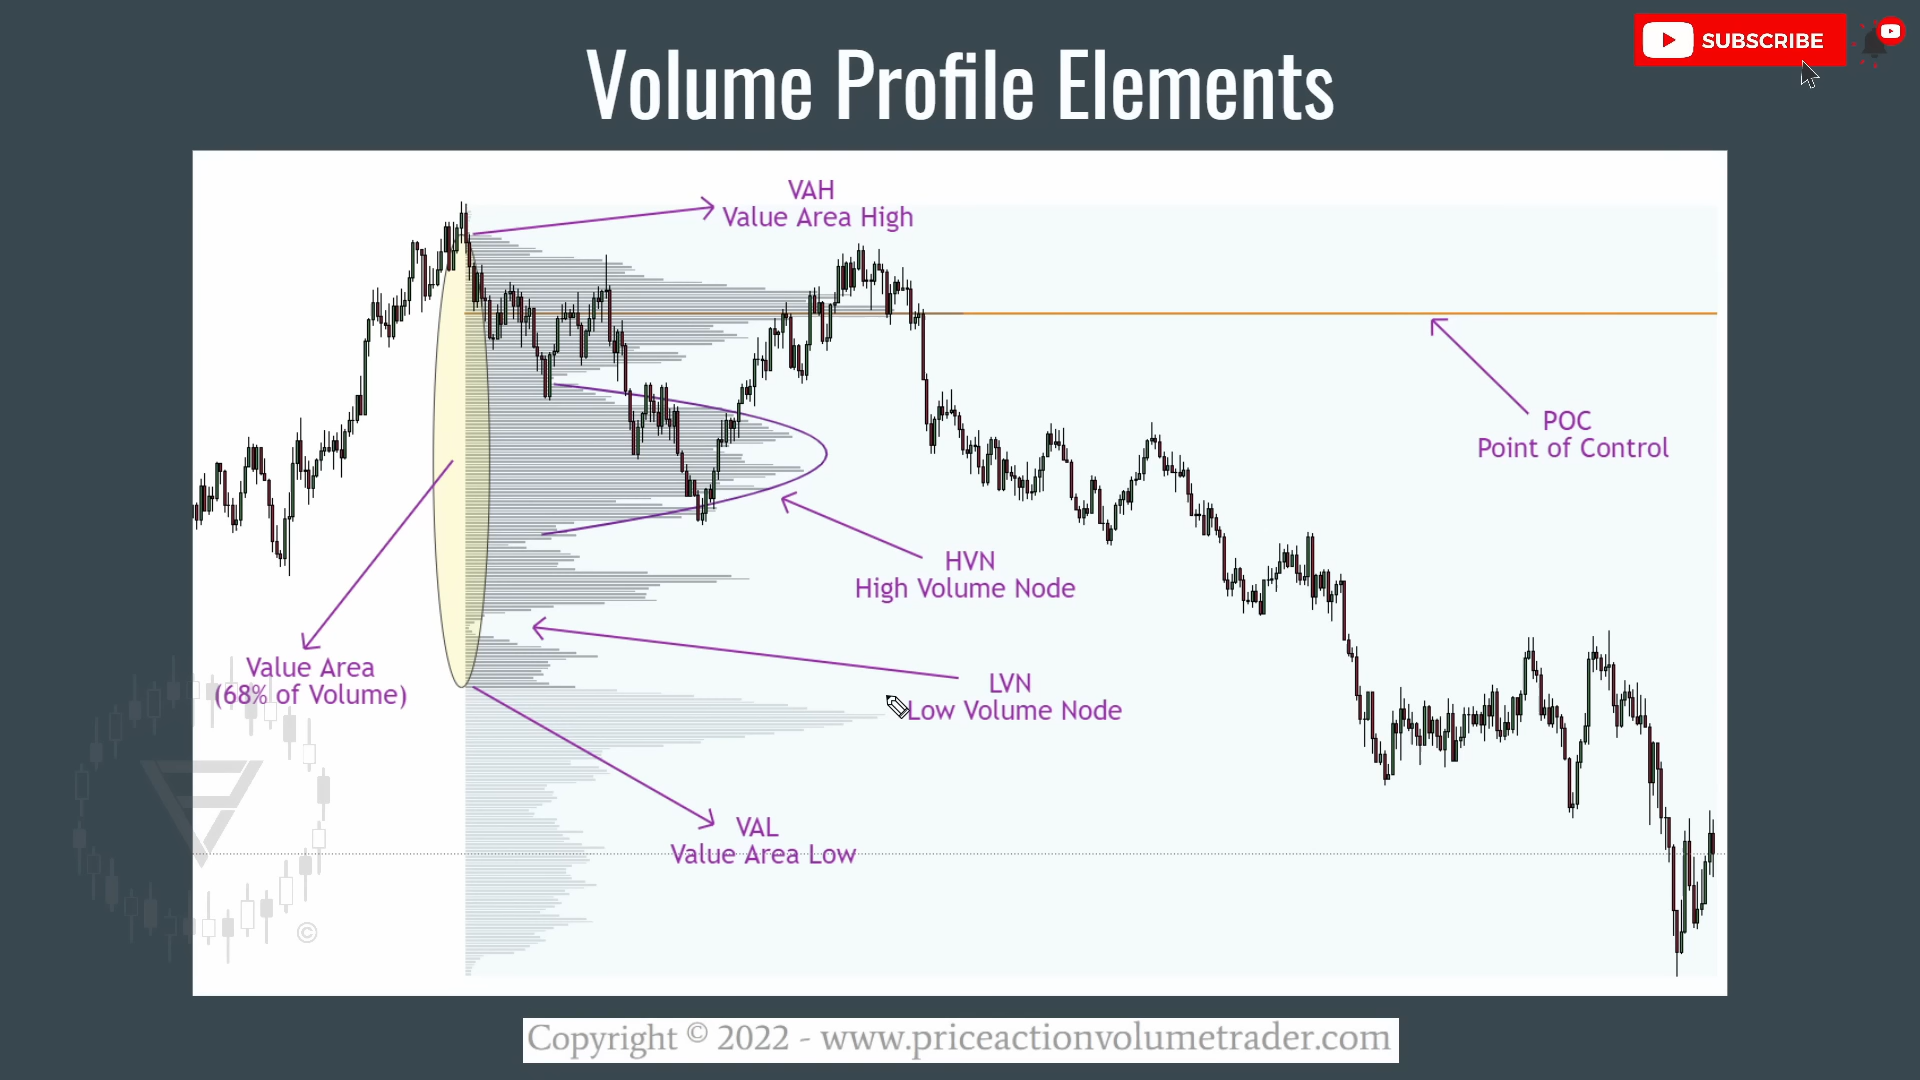 SUBSCRIBE
Volume Profile Elements
VAH
Value Area High
POC
Point of Control
HVN
High Volume Node
Value Area
(68% of Volume)
LVN
Low Volume Node
VAL
Value Area Low
©
Copyright © 2022 - www.priceactionvolumetrader.com